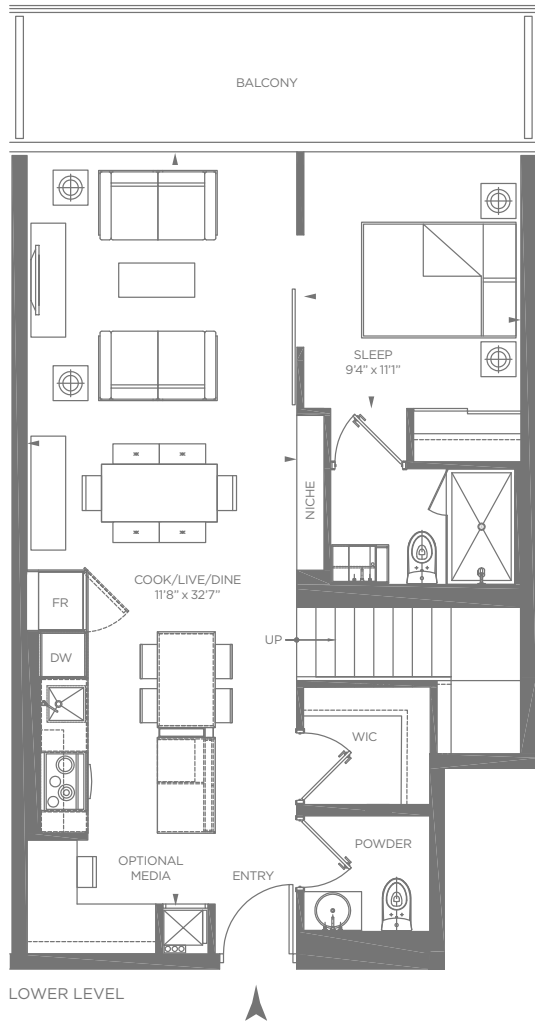 BALCONY
SLEEP
9'4" x 11'1"
NICHE
COOK/LIVE/DINE
11'8" x 32'7"
FR
DW
UP
WIC
POWDER
OPTIONAL
MEDIA
ENTRY
LOWER LEVEL